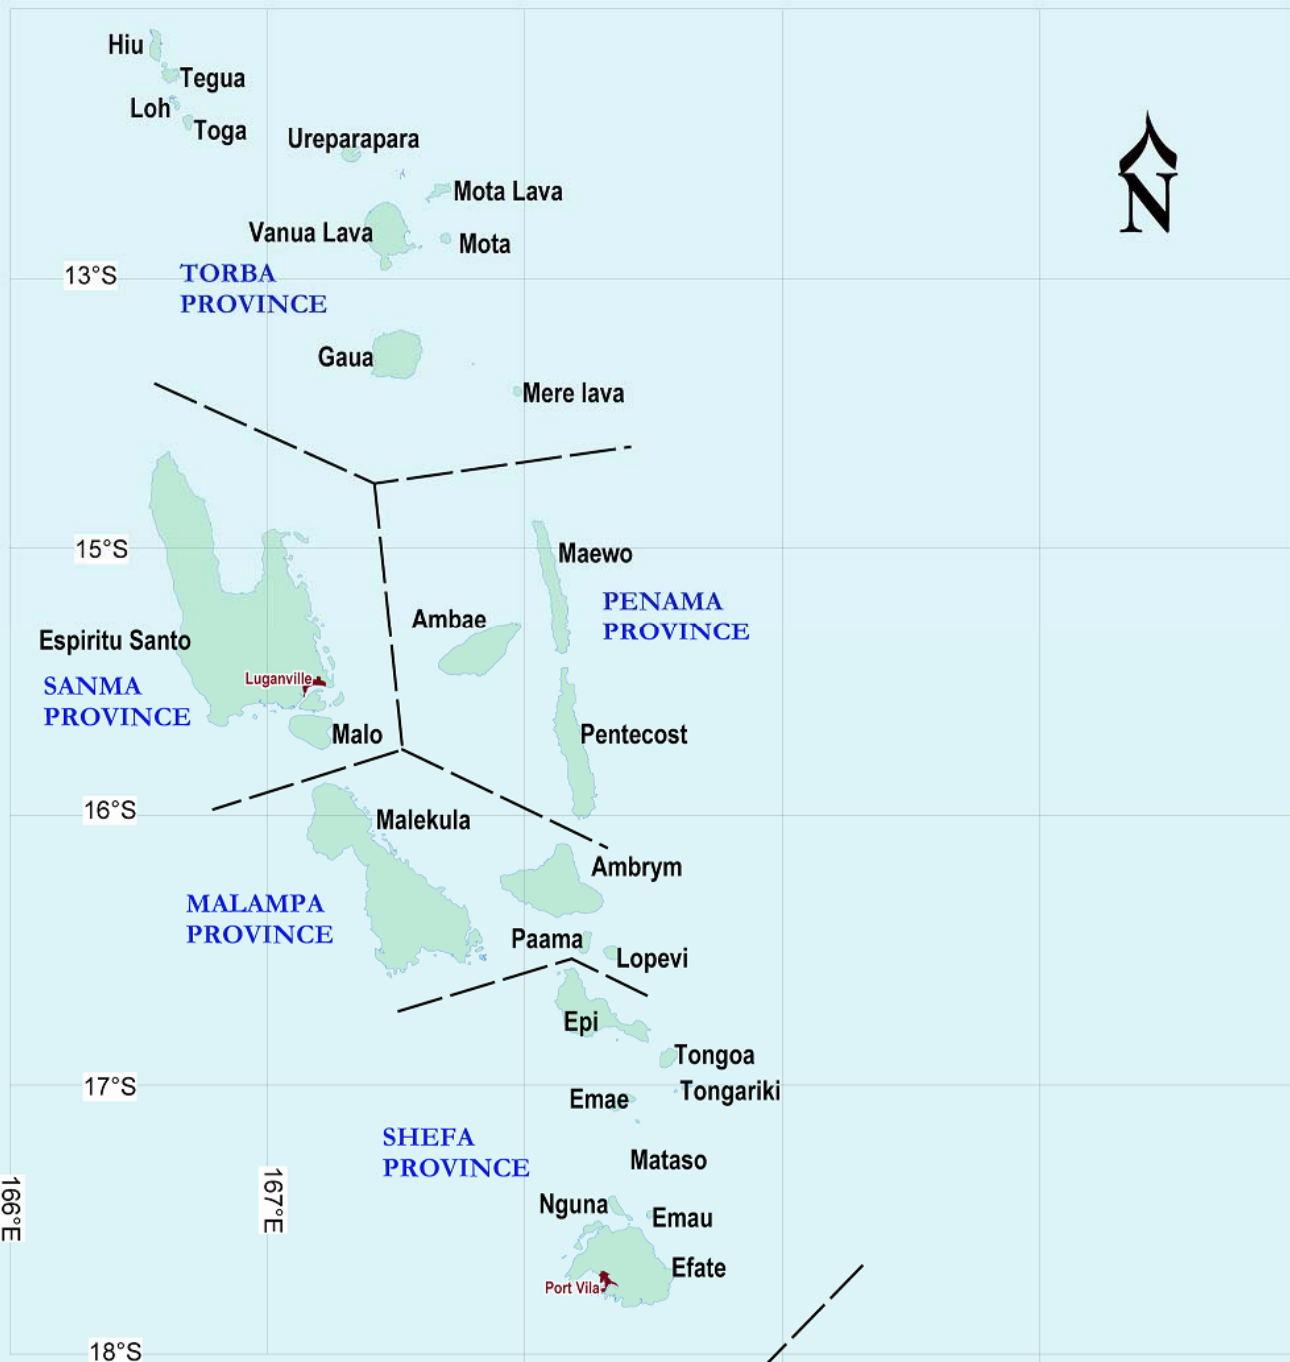 Hiu
Tegua
Loh
Toga
Ureparapara
Mota Lava
Vanua Lava
Mota
N
13°S
TORBA
PROVINCE
Gaua
Mere lava
15°S
Maewo
PENAMA
PROVINCE
Ambae
Espiritu Santo
Luganville
SANMA
PROVINCE
Malo
Pentecost
16°S
Malekula
Ambrym
MALAMPA
PROVINCE
Paama
Lopevi
Epi
Tongoa
17°S
Tongariki
Emae
SHEFA
PROVINCE
Mataso
166°E
167°E
Nguna
Emau
Efate
Port Vila
18°S